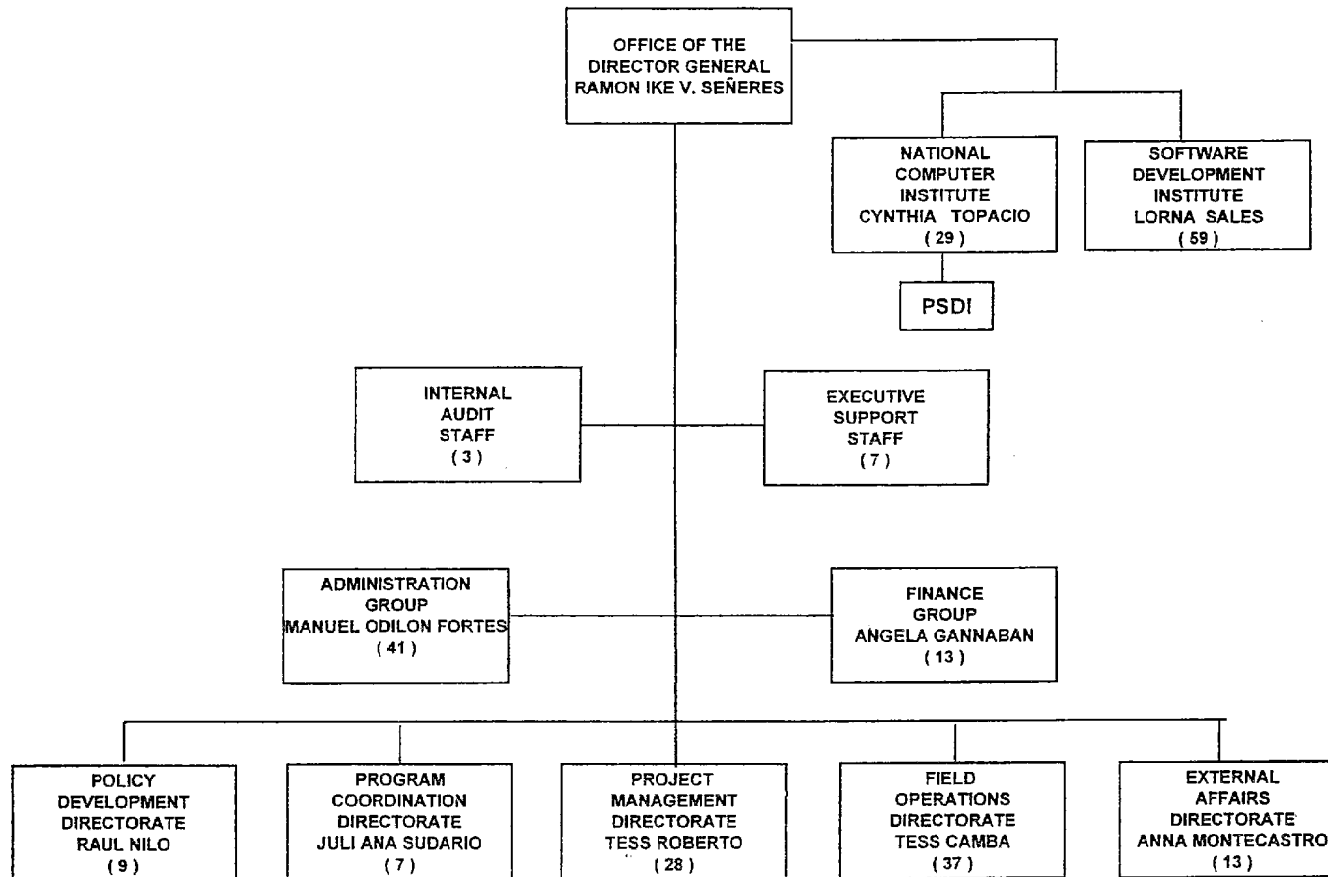 OFFICE OF THE
DIRECTOR GENERAL
RAMON IKE V. SEÑERES
NATIONAL
COMPUTER
INSTITUTE
CYNTHIA TOPACIO
( 29 )
SOFTWARE
DEVELOPMENT
INSTITUTE
LORNA SALES
( 59 )
PSDI
INTERNAL
AUDIT
STAFF
( 3 )
EXECUTIVE
SUPPORT
STAFF
( 7 )
ADMINISTRATION
GROUP
MANUEL ODILON FORTES
( 41 )
FINANCE
GROUP
ANGELA GANNABAN
( 13 )
POLICY
DEVELOPMENT
DIRECTORATE
RAUL NILO
( 9 )
PROGRAM
COORDINATION
DIRECTORATE
JULI ANA SUDARIO
( 7 )
PROJECT
MANAGEMENT
DIRECTORATE
TESS ROBERTO
( 28 )
FIELD
OPERATIONS
DIRECTORATE
TESS CAMBA
( 37 )
EXTERNAL
AFFAIRS
DIRECTORATE
ANNA MONTECASTRO
( 13 )